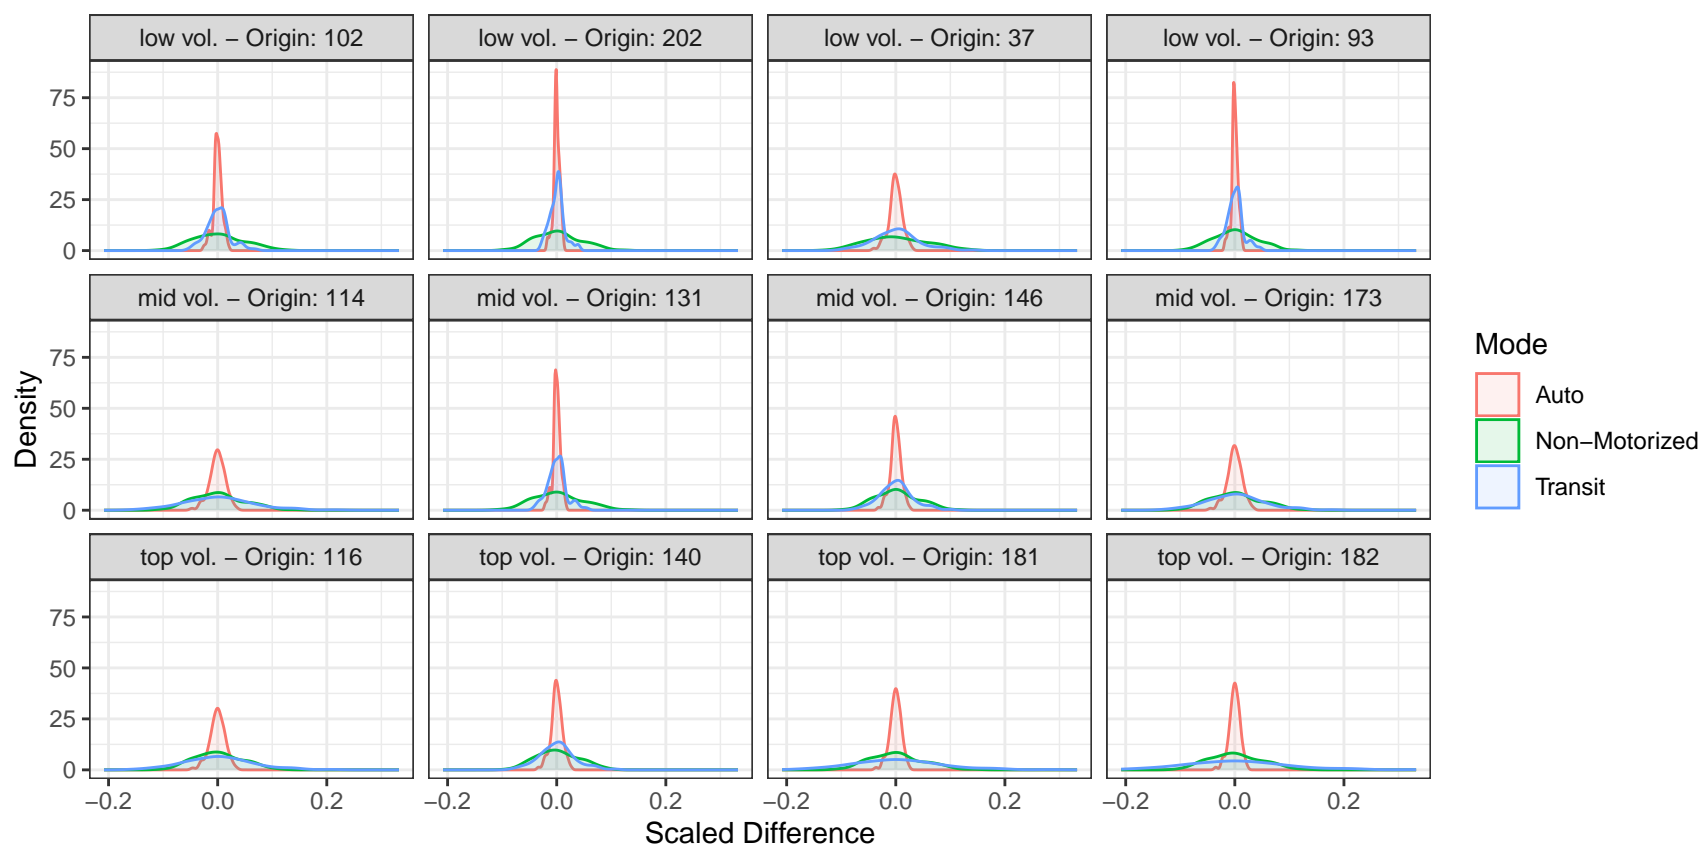 low vol. − Origin: 102
low vol. − Origin: 202
low vol. − Origin: 37
low vol. − Origin: 93
75
50
25
0
mid vol. − Origin: 114
mid vol. − Origin: 131
mid vol. − Origin: 146
mid vol. − Origin: 173
75
50
25
0
Density
top vol. − Origin: 116
top vol. − Origin: 140
top vol. − Origin: 181
top vol. − Origin: 182
75
50
25
0
−0.2 0.0 0.2
−0.2 0.0 0.2
−0.2 0.0 0.2
−0.2 0.0 0.2
Scaled Difference
Mode
Auto
Non−Motorized
Transit